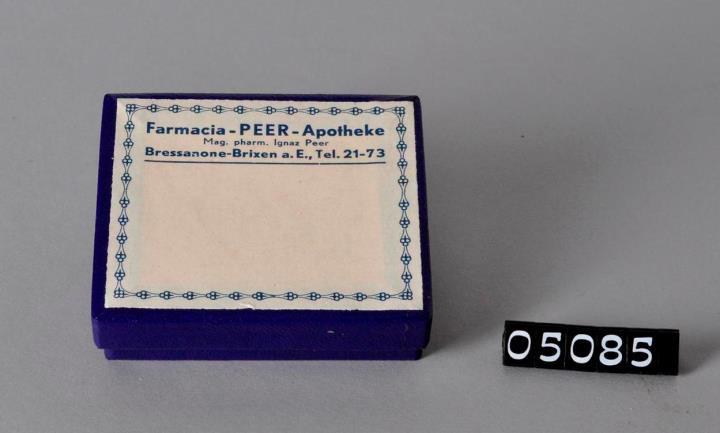 Farmacia-PEER-Apotheke
Mag. pharm. Ignaz Peer
Bressanone-Brixen a. E., Tel. 21-73
05085